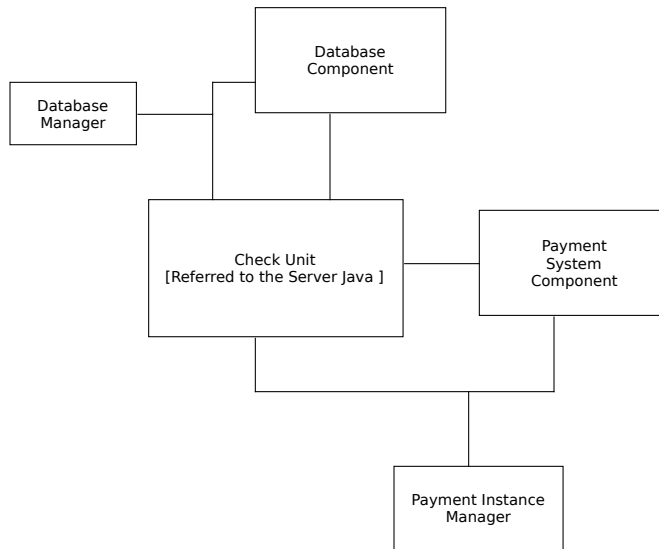 Database
Component
Database
Manager
Check Unit
[Referred to the Server Java ]
Payment
System
Component
Payment Instance
Manager